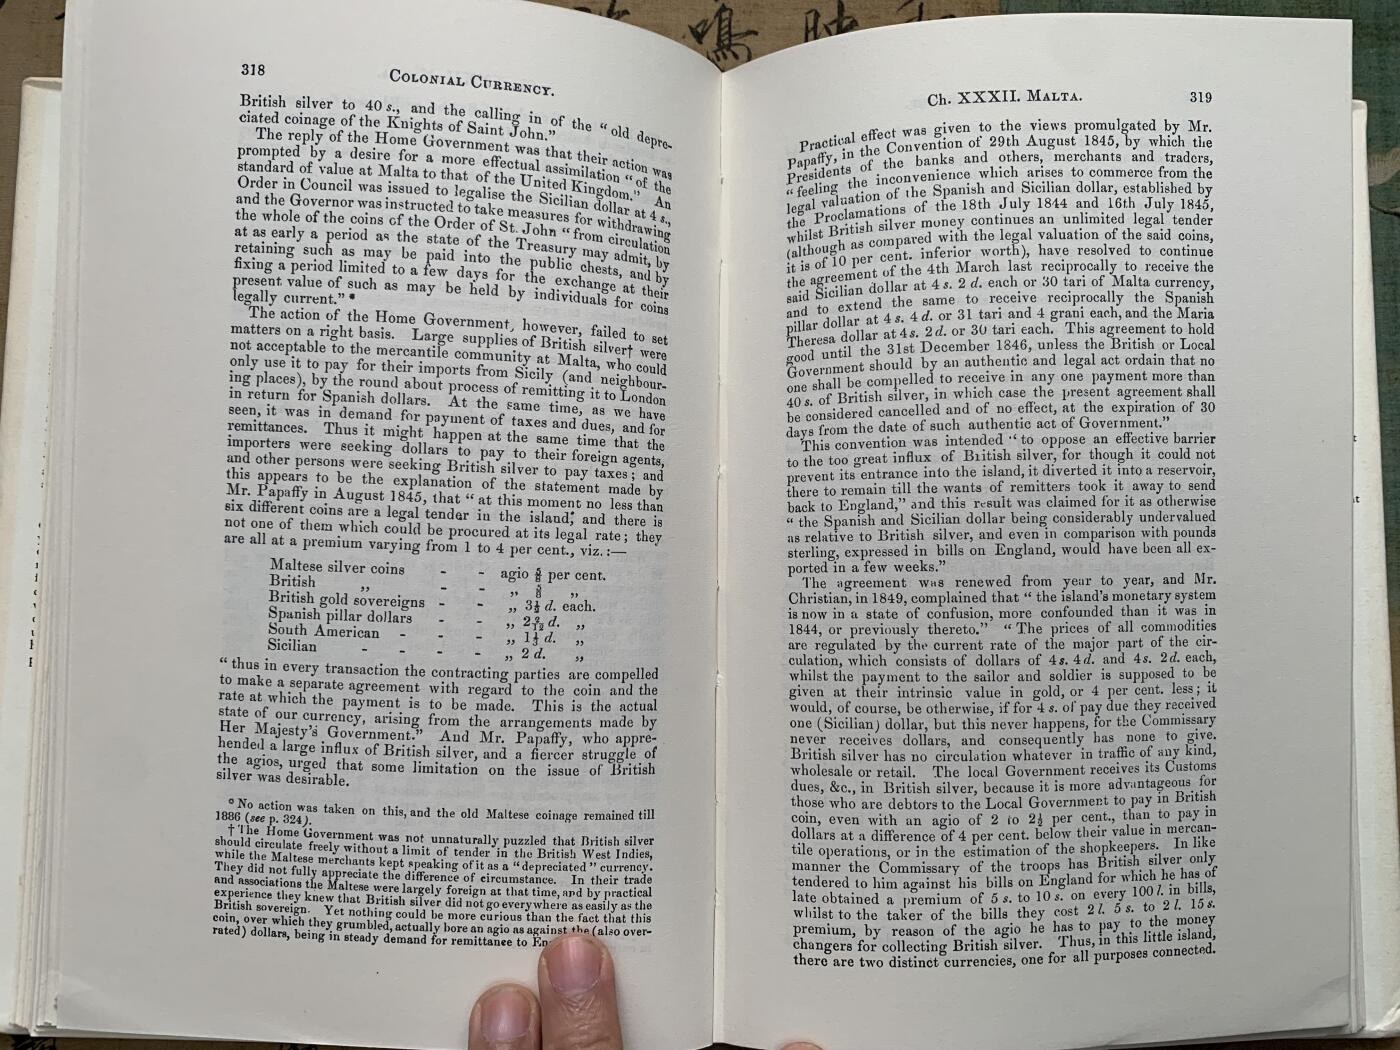 鳴
318
COLONIAL CURRENCY.
British silver to 40 s., and the calling in of the “old depre-
ciated coinage of the Knights of Saint John.”
The reply of the Home Government was that their action was
prompted by a desire for a more effectual assimilation “of the
standard of value at Malta to that of the United Kingdom.” An
Order in Council was issued to legalise the Sicilian dollar at 4 s.,
and the Governor was instructed to take measures for withdrawing
the whole of the coins of the Order of St. John “from circulation
at as early a period as the state of the Treasury may admit, by
retaining such as may be paid into the public chests, and by
fixing a period limited to a few days for the exchange at their
present value of such as may be held by individuals for coins
legally current.” *
The action of the Home Government, however, failed to set
matters on a right basis. Large supplies of British silver† were
not acceptable to the mercantile community at Malta, who could
only use it to pay for their imports from Sicily (and neighbour-
ing places), by the round about process of remitting it to London
in return for Spanish dollars. At the same time, as we have
seen, it was in demand for payment of taxes and dues, and for
remittances. Thus it might happen at the same time that the
importers were seeking dollars to pay to their foreign agents,
and other persons were seeking British silver to pay taxes; and
this appears to be the explanation of the statement made by
Mr. Papaffy in August 1845, that “at this moment no less than
six different coins are a legal tender in the island; and there is
not one of them which could be procured at its legal rate; they
are all at a premium varying from 1 to 4 per cent., viz.:—
Maltese silver coins - - agio ⅝ per cent.
British „ - - „ ⅝ „
British gold sovereigns - - „ 3½ d. each.
Spanish pillar dollars - - „ 2 2/12 d. „
South American - - - „ 1½ d. „
Sicilian - - - - „ 2 d. „
“thus in every transaction the contracting parties are compelled
to make a separate agreement with regard to the coin and the
rate at which the payment is to be made. This is the actual
state of our currency, arising from the arrangements made by
Her Majesty's Government.” And Mr. Papaffy, who appre-
hended a large influx of British silver, and a fiercer struggle of
the agios, urged that some limitation on the issue of British
silver was desirable.
* No action was taken on this, and the old Maltese coinage remained till
1886 (see p. 324).
† The Home Government was not unnaturally puzzled that British silver
should circulate freely without a limit of tender in the British West Indies,
while the Maltese merchants kept speaking of it as a “depreciated” currency.
They did not fully appreciate the difference of circumstance. In their trade
and associations the Maltese were largely foreign at that time, and by practical
experience they knew that British silver did not go everywhere as easily as the
British sovereign. Yet nothing could be more curious than the fact that this
coin, over which they grumbled, actually bore an agio as against the (also over-
rated) dollars, being in steady demand for remittance to En
Ch. XXXII. MALTA.
319
Practical effect was given to the views promulgated by Mr.
Papaffy, in the Convention of 29th August 1845, by which the
Presidents of the banks and others, merchants and traders,
“feeling the inconvenience which arises to commerce from the
legal valuation of the Spanish and Sicilian dollar, established by
the Proclamations of the 18th July 1844 and 16th July 1845,
whilst British silver money continues an unlimited legal tender
(although as compared with the legal valuation of the said coins,
it is of 10 per cent. inferior worth), have resolved to continue
the agreement of the 4th March last reciprocally to receive the
said Sicilian dollar at 4 s. 2 d. each or 30 tari of Malta currency,
and to extend the same to receive reciprocally the Spanish
pillar dollar at 4 s. 4 d. or 31 tari and 4 grani each, and the Maria
Theresa dollar at 4 s. 2 d. or 30 tari each. This agreement to hold
good until the 31st December 1846, unless the British or Local
Government should by an authentic and legal act ordain that no
one shall be compelled to receive in any one payment more than
40 s. of British silver, in which case the present agreement shall
be considered cancelled and of no effect, at the expiration of 30
days from the date of such authentic act of Government.”
This convention was intended “to oppose an effective barrier
to the too great influx of British silver, for though it could not
prevent its entrance into the island, it diverted it into a reservoir,
there to remain till the wants of remitters took it away to send
back to England,” and this result was claimed for it as otherwise
“the Spanish and Sicilian dollar being considerably undervalued
as relative to British silver, and even in comparison with pounds
sterling, expressed in bills on England, would have been all ex-
ported in a few weeks.”
The agreement was renewed from year to year, and Mr.
Christian, in 1849, complained that “the island's monetary system
is now in a state of confusion, more confounded than it was in
1844, or previously thereto.” “The prices of all commodities
are regulated by the current rate of the major part of the cir-
culation, which consists of dollars of 4 s. 4 d. and 4 s. 2 d. each,
whilst the payment to the sailor and soldier is supposed to be
given at their intrinsic value in gold, or 4 per cent. less; it
would, of course, be otherwise, if for 4 s. of pay due they received
one (Sicilian) dollar, but this never happens, for the Commissary
never receives dollars, and consequently has none to give.
British silver has no circulation whatever in traffic of any kind,
wholesale or retail. The local Government receives its Customs
dues, &c., in British silver, because it is more advantageous for
those who are debtors to the Local Government to pay in British
coin, even with an agio of 2 to 2½ per cent., than to pay in
dollars at a difference of 4 per cent. below their value in mercan-
tile operations, or in the estimation of the shopkeepers. In like
manner the Commissary of the troops has British silver only
tendered to him against his bills on England for which he has of
late obtained a premium of 5 s. to 10 s. on every 100 l. in bills,
whilst to the taker of the bills they cost 2 l. 5 s. to 2 l. 15 s.
premium, by reason of the agio he has to pay to the money
changers for collecting British silver. Thus, in this little island,
there are two distinct currencies, one for all purposes connected.